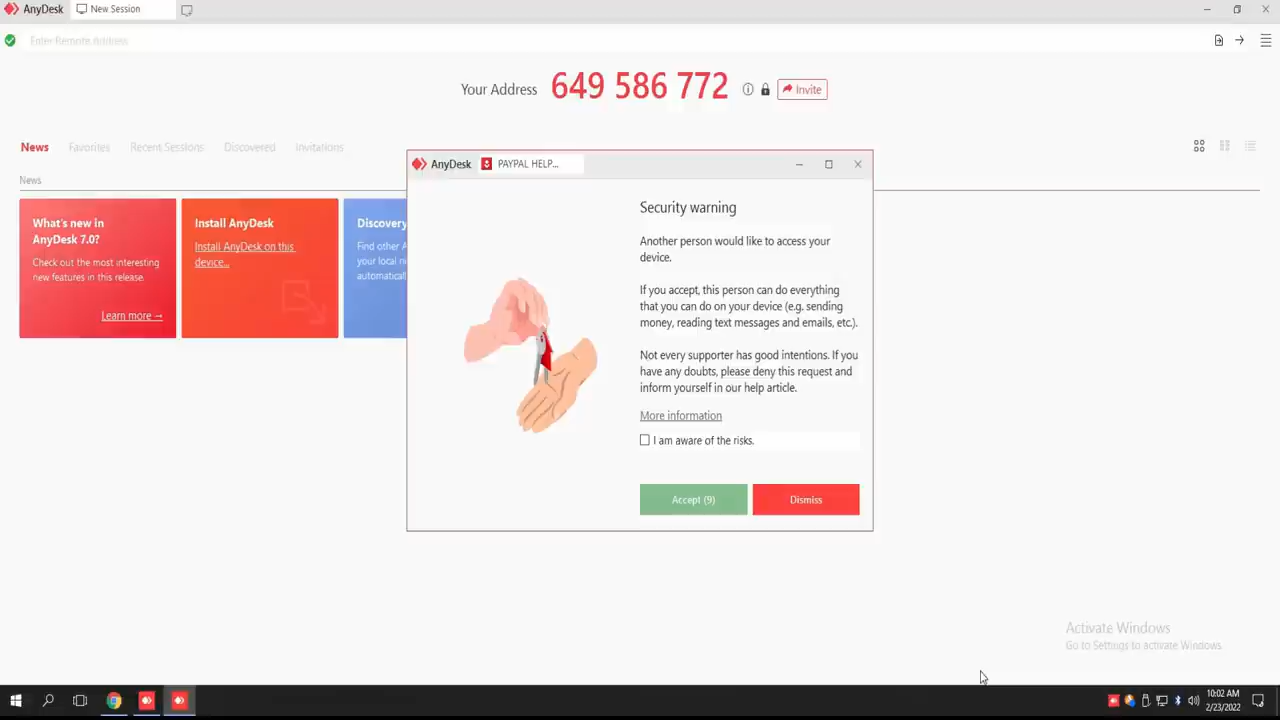 AnyDesk
New Session
Enter Remote Address
Your Address 649 586 772 Invite
News Favorites Recent Sessions Discovered Invitations
News
What's new in
AnyDesk 7.0?
Check out the most interesting
new features in this release.
Learn more →
Install AnyDesk
Install AnyDesk on this
device...
Discovery
Find other A
your local n
automatical
AnyDesk PAYPAL HELP...
Security warning
Another person would like to access your
device.
If you accept, this person can do everything
that you can do on your device (e.g. sending
money, reading text messages and emails, etc.).
Not every supporter has good intentions. If you
have any doubts, please deny this request and
inform yourself in our help article.
More information
I am aware of the risks.
Accept (9) Dismiss
Activate Windows
Go to Settings to activate Windows.
10:02 AM
2/23/2022